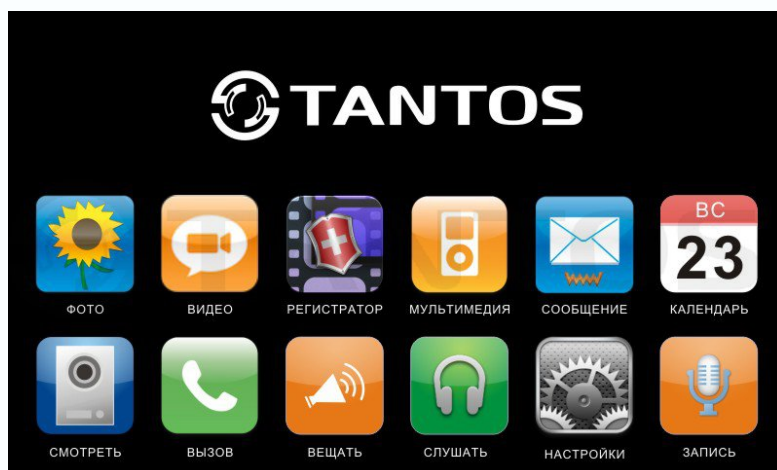 TANTOS
ВС
23
ФОТО
ВИДЕО
РЕГИСТРАТОР
МУЛЬТИМЕДИЯ
СООБЩЕНИЕ
КАЛЕНДАРЬ
СМОТРЕТЬ
ВЫЗОВ
ВЕЩАТЬ
СЛУШАТЬ
НАСТРОЙКИ
ЗАПИСЬ